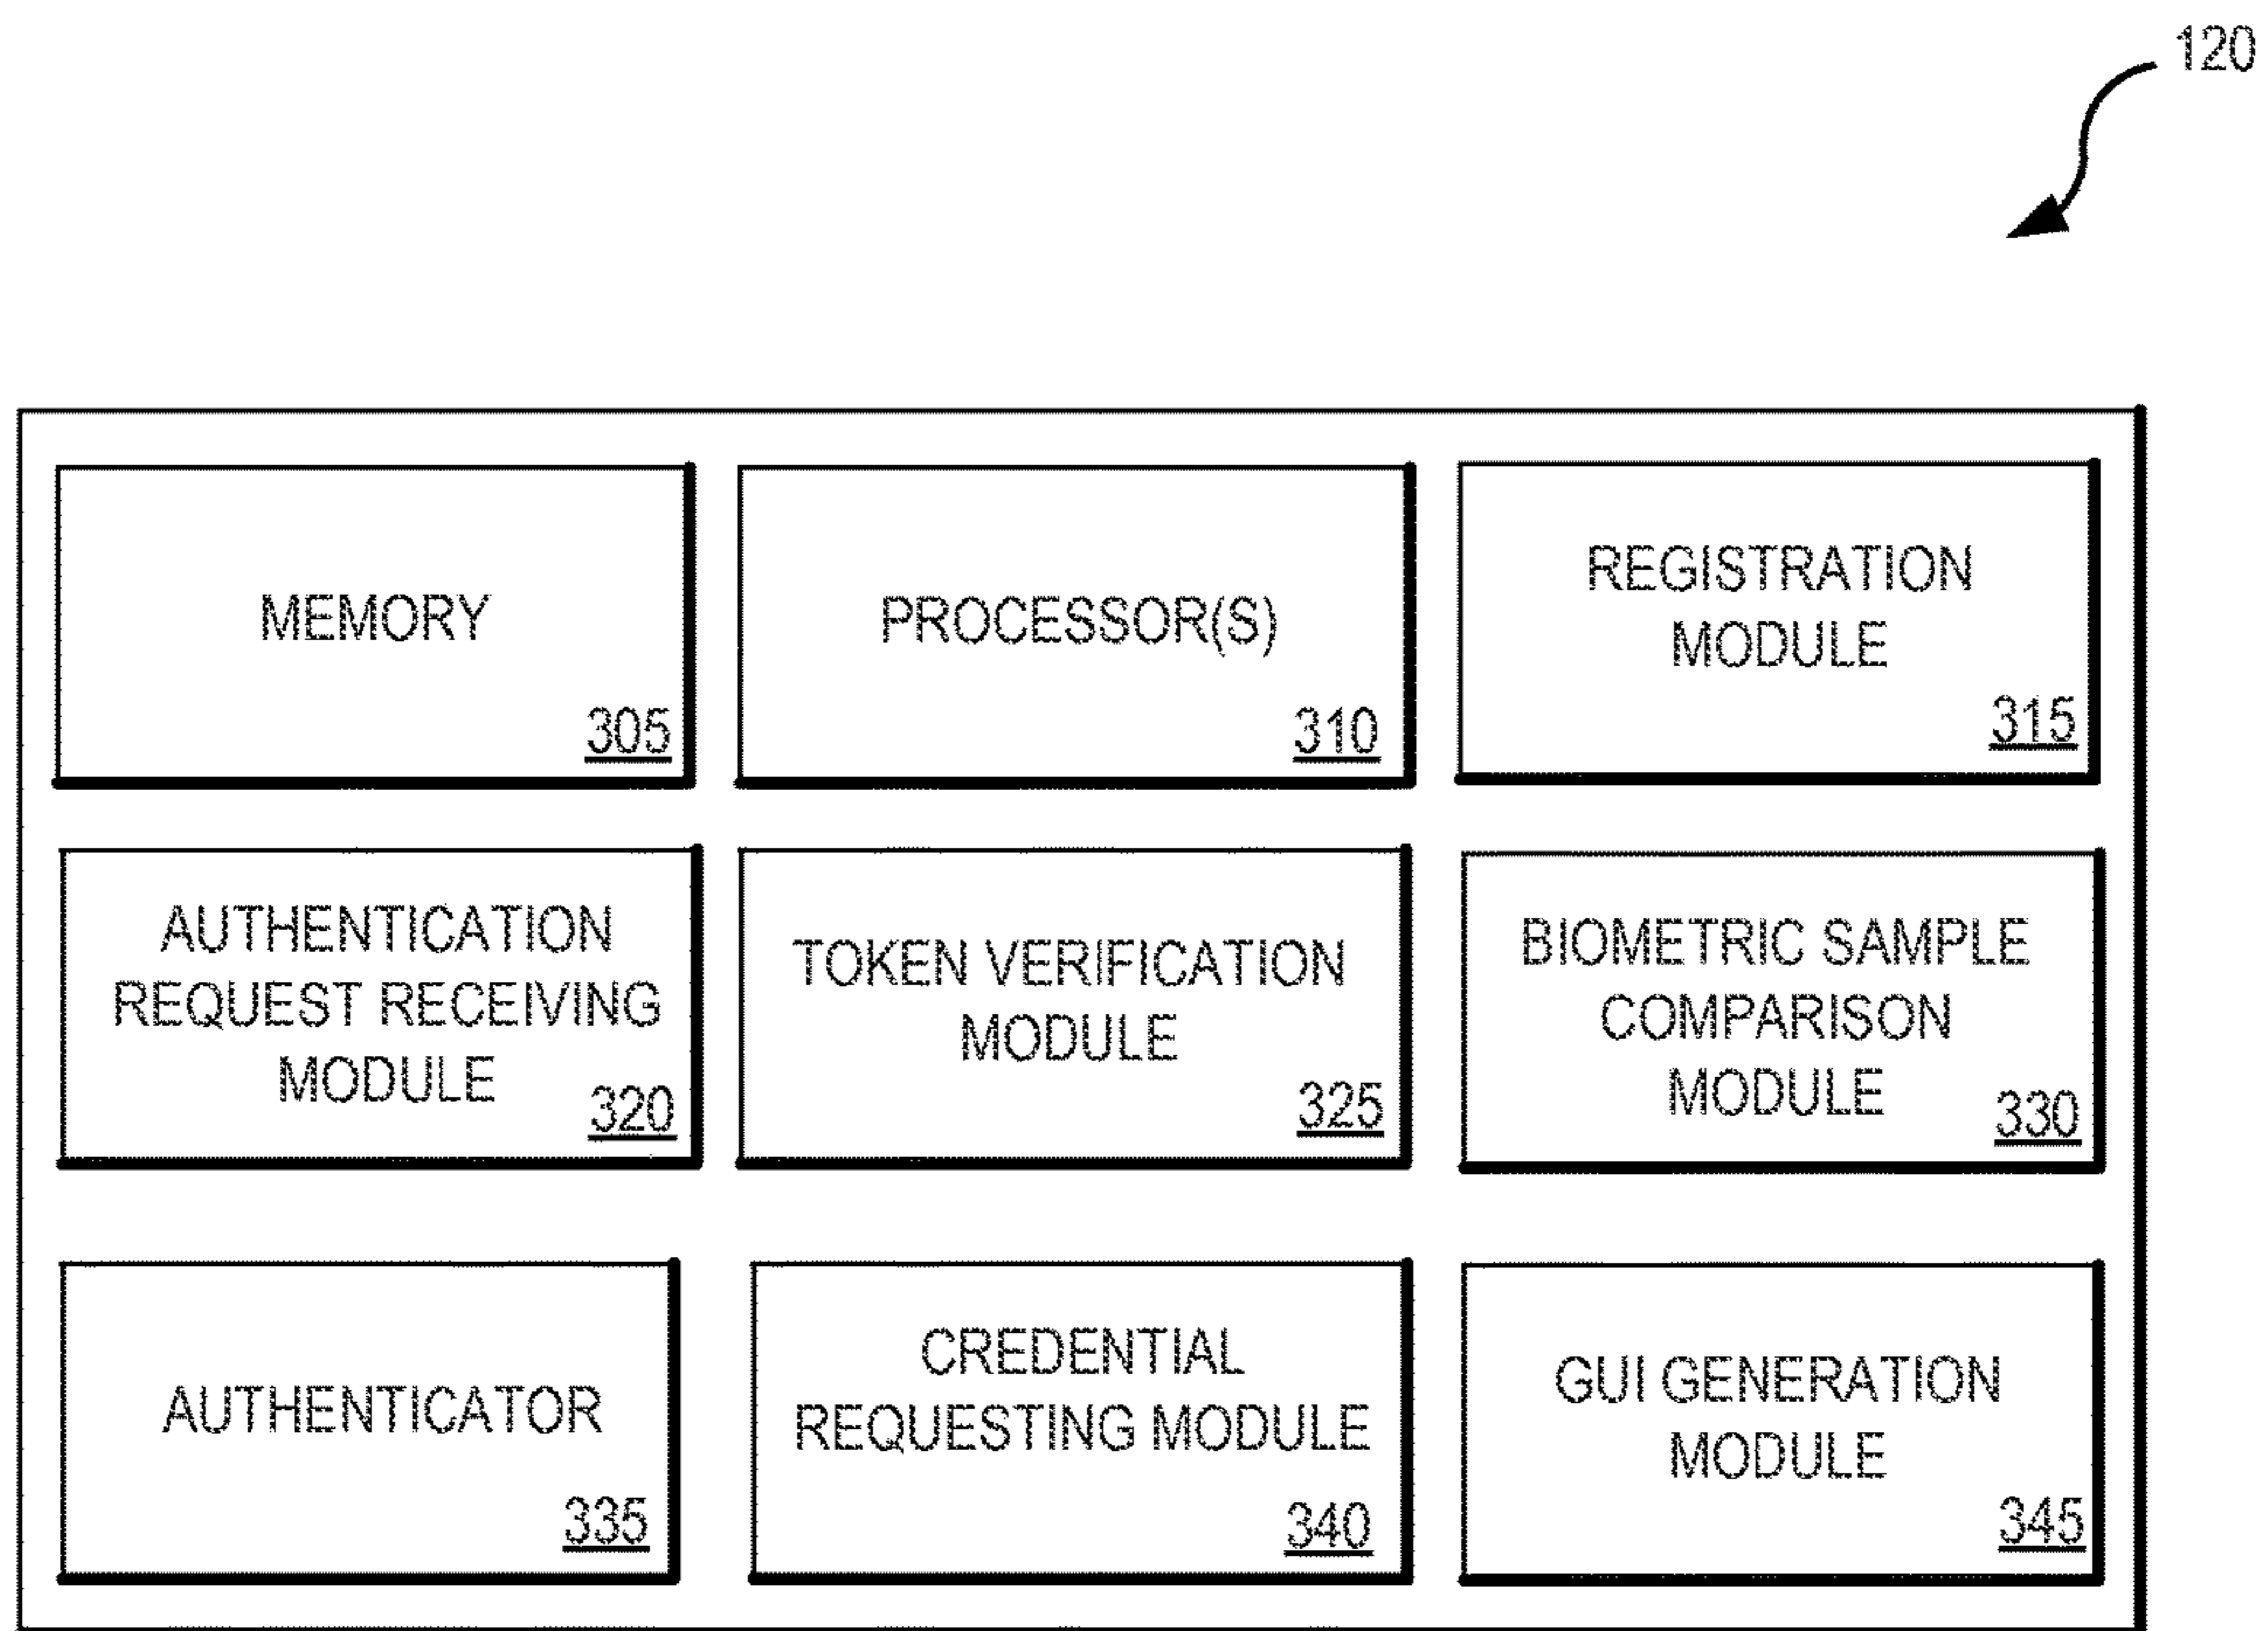 120
MEMORY
305
PROCESSOR(S)
310
REGISTRATION
MODULE
315
AUTHENTICATION
REQUEST RECEIVING
MODULE
320
TOKEN VERIFICATION
MODULE
325
BIOMETRIC SAMPLE
COMPARISON
MODULE
330
AUTHENTICATOR
335
CREDENTIAL
REQUESTING MODULE
340
GUI GENERATION
MODULE
345